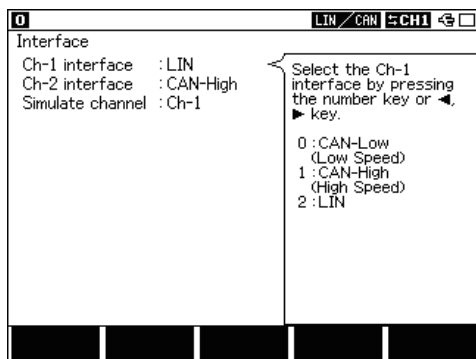 0
LIN/CAN ⇆CH1
Interface
Ch-1 interface :LIN
Ch-2 interface :CAN-High
Simulate channel :Ch-1
Select the Ch-1
interface by pressing
the number key or ◄,
► key.
0 :CAN-Low
(Low Speed)
1 :CAN-High
(High Speed)
2 :LIN